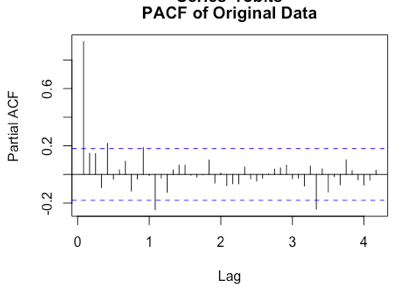 PACF of Original Data
Partial ACF
0.6
0.2
-0.2
0 1 2 3 4
Lag